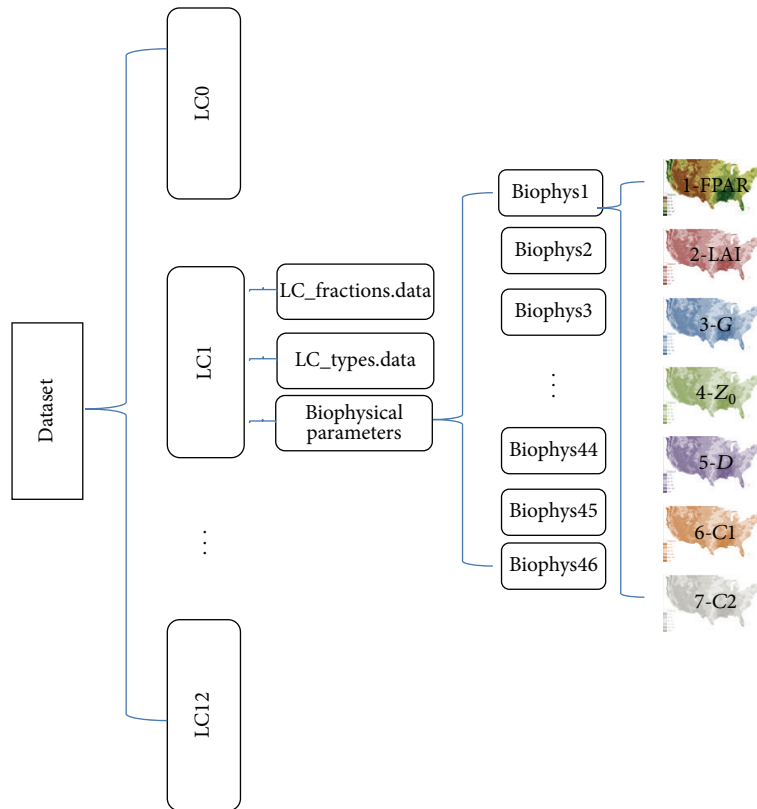 Dataset
LC0
LC1
⋮
LC12
LC_fractions.data
LC_types.data
Biophysical
parameters
Biophys1
Biophys2
Biophys3
⋮
Biophys44
Biophys45
Biophys46
1-FPAR
2-LAI
3-G
4-Z₀
5-D
6-C1
7-C2